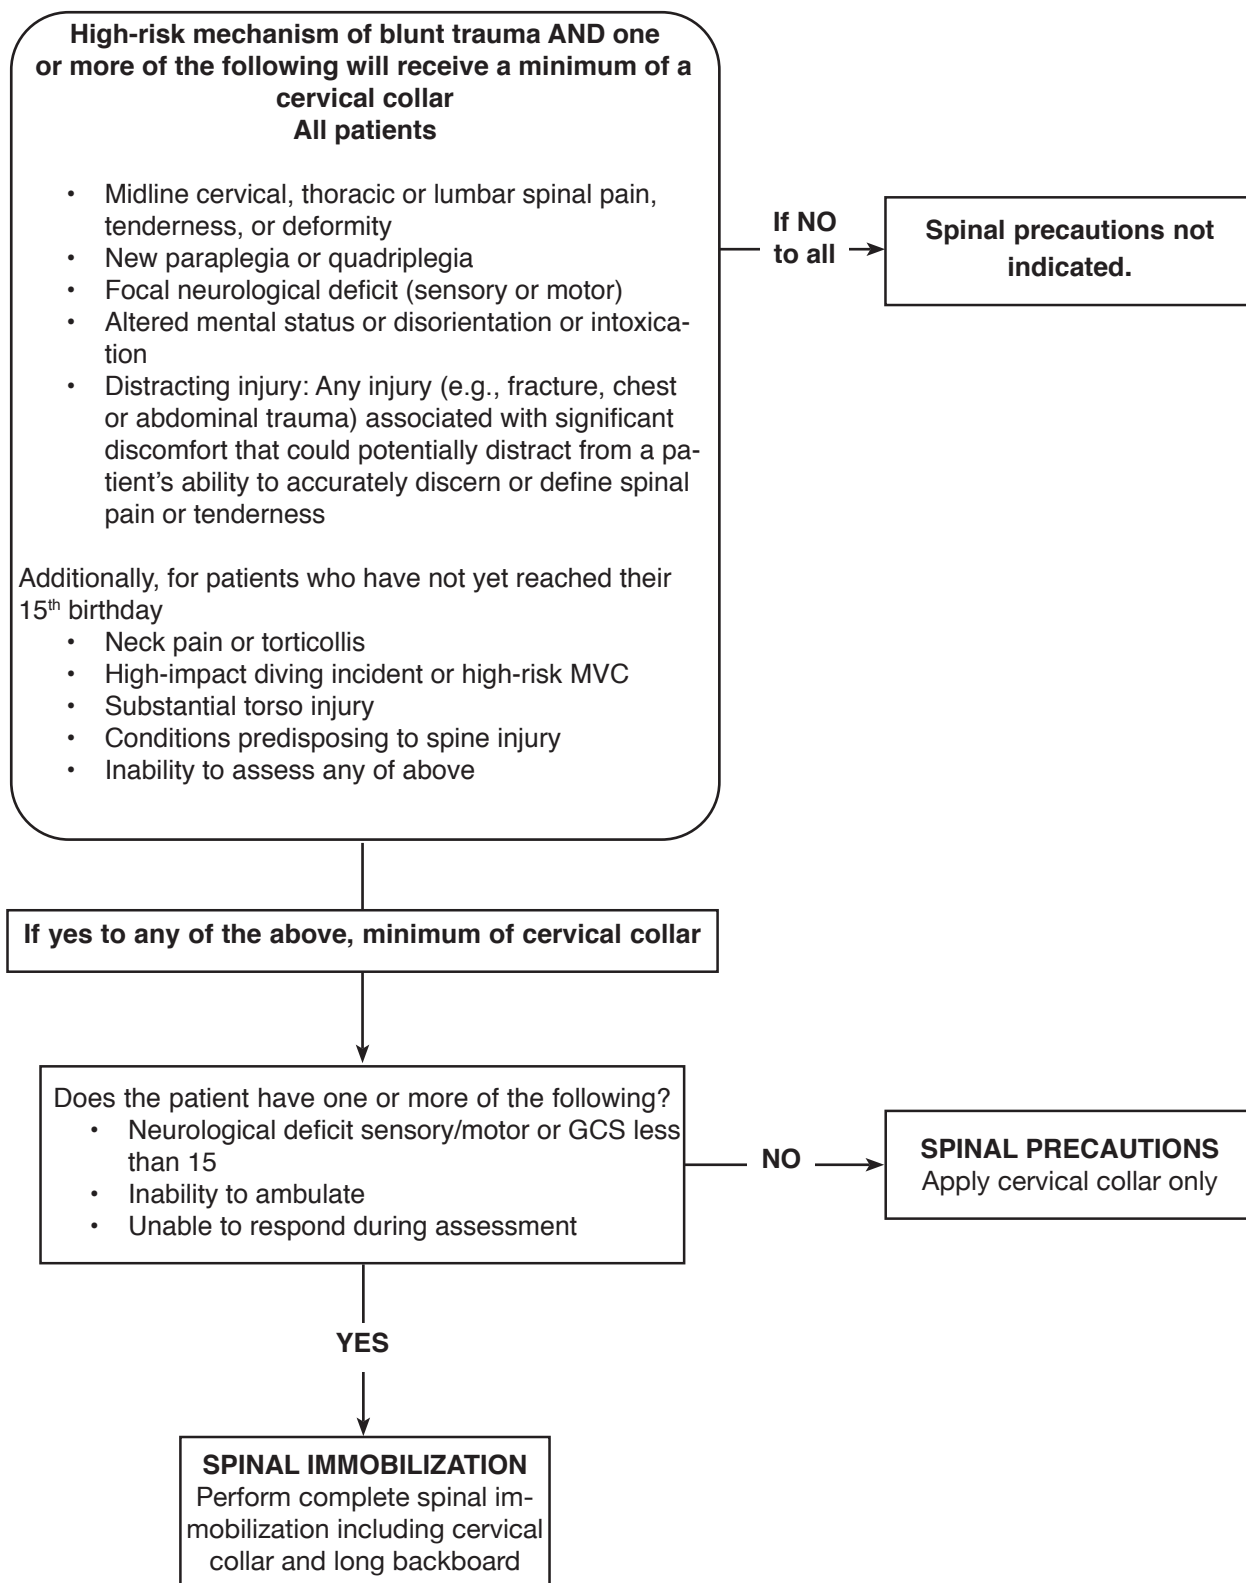 High-risk mechanism of blunt trauma AND one
or more of the following will receive a minimum of a
cervical collar
All patients
• Midline cervical, thoracic or lumbar spinal pain,
tenderness, or deformity
• New paraplegia or quadriplegia
• Focal neurological deficit (sensory or motor)
• Altered mental status or disorientation or intoxica-
tion
• Distracting injury: Any injury (e.g., fracture, chest
or abdominal trauma) associated with significant
discomfort that could potentially distract from a pa-
tient’s ability to accurately discern or define spinal
pain or tenderness
Additionally, for patients who have not yet reached their
15th birthday
• Neck pain or torticollis
• High-impact diving incident or high-risk MVC
• Substantial torso injury
• Conditions predisposing to spine injury
• Inability to assess any of above
If NO
to all
Spinal precautions not
indicated.
If yes to any of the above, minimum of cervical collar
Does the patient have one or more of the following?
• Neurological deficit sensory/motor or GCS less
than 15
• Inability to ambulate
• Unable to respond during assessment
NO
SPINAL PRECAUTIONS
Apply cervical collar only
YES
SPINAL IMMOBILIZATION
Perform complete spinal im-
mobilization including cervical
collar and long backboard